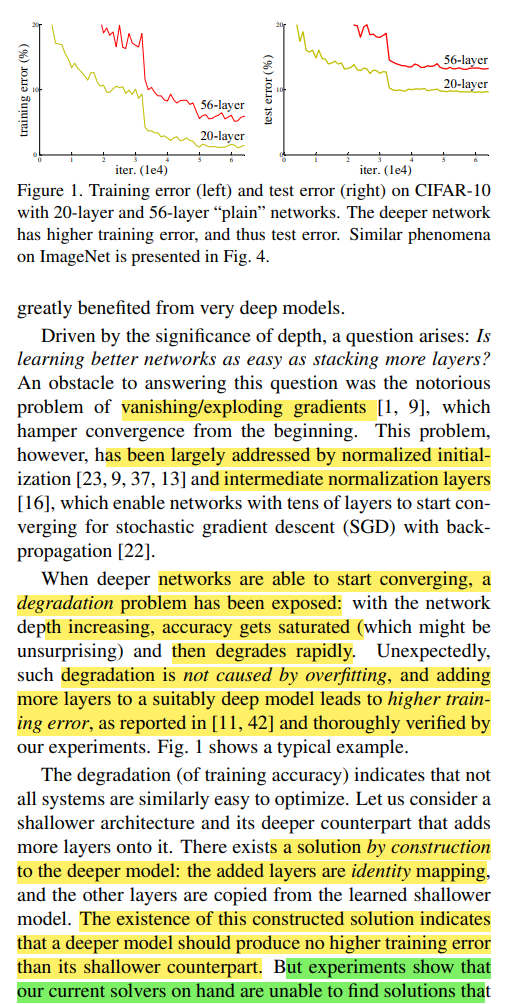 20
10
0
training error (%)
56-layer
20-layer
0 1 2 3 4 5 6
iter. (1e4)
20
10
0
test error (%)
56-layer
20-layer
0 1 2 3 4 5 6
iter. (1e4)
Figure 1. Training error (left) and test error (right) on CIFAR-10
with 20-layer and 56-layer “plain” networks. The deeper network
has higher training error, and thus test error. Similar phenomena
on ImageNet is presented in Fig. 4.
greatly benefited from very deep models.
Driven by the significance of depth, a question arises: Is
learning better networks as easy as stacking more layers?
An obstacle to answering this question was the notorious
problem of vanishing/exploding gradients [1, 9], which
hamper convergence from the beginning. This problem,
however, has been largely addressed by normalized initial-
ization [23, 9, 37, 13] and intermediate normalization layers
[16], which enable networks with tens of layers to start con-
verging for stochastic gradient descent (SGD) with back-
propagation [22].
When deeper networks are able to start converging, a
degradation problem has been exposed: with the network
depth increasing, accuracy gets saturated (which might be
unsurprising) and then degrades rapidly. Unexpectedly,
such degradation is not caused by overfitting, and adding
more layers to a suitably deep model leads to higher train-
ing error, as reported in [11, 42] and thoroughly verified by
our experiments. Fig. 1 shows a typical example.
The degradation (of training accuracy) indicates that not
all systems are similarly easy to optimize. Let us consider a
shallower architecture and its deeper counterpart that adds
more layers onto it. There exists a solution by construction
to the deeper model: the added layers are identity mapping,
and the other layers are copied from the learned shallower
model. The existence of this constructed solution indicates
that a deeper model should produce no higher training error
than its shallower counterpart. But experiments show that
our current solvers on hand are unable to find solutions that